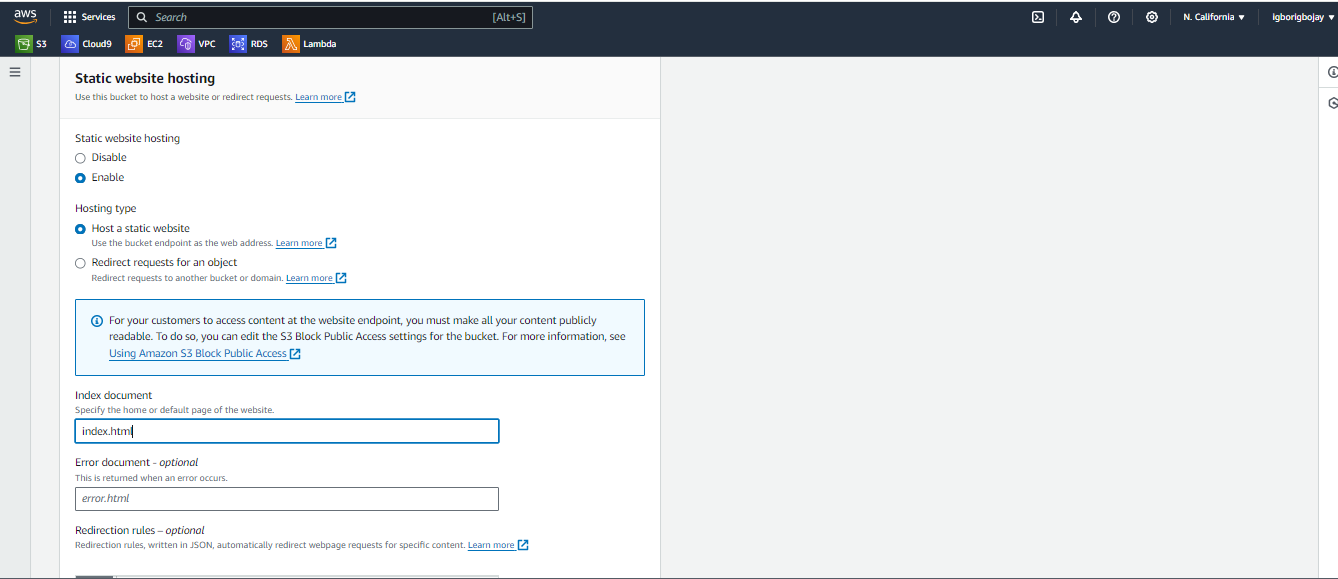 aws Services Search [Alt+S] N. California ▼ igborigbojay ▼
S3 Cloud9 EC2 VPC RDS Lambda
Static website hosting
Use this bucket to host a website or redirect requests. Learn more
Static website hosting
Disable
Enable
Hosting type
Host a static website
Use the bucket endpoint as the web address. Learn more
Redirect requests for an object
Redirect requests to another bucket or domain. Learn more
For your customers to access content at the website endpoint, you must make all your content publicly
readable. To do so, you can edit the S3 Block Public Access settings for the bucket. For more information, see
Using Amazon S3 Block Public Access
Index document
Specify the home or default page of the website.
index.html
Error document - optional
This is returned when an error occurs.
error.html
Redirection rules – optional
Redirection rules, written in JSON, automatically redirect webpage requests for specific content. Learn more